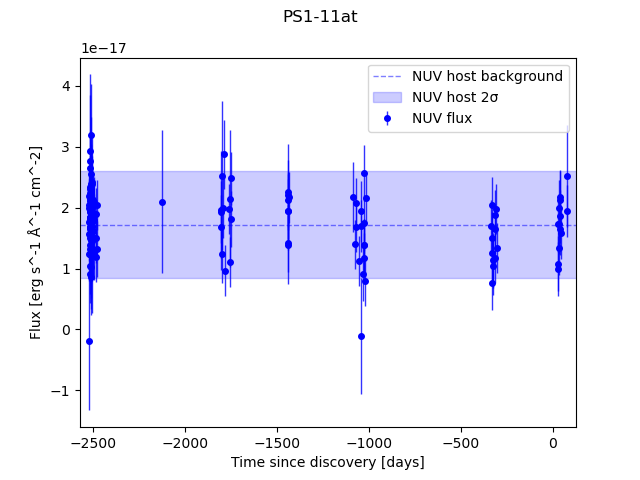 PS1-11at
1e−17
NUV host background
NUV host 2σ
NUV flux
4
3
2
1
0
−1
Flux [erg s^-1 Å^-1 cm^-2]
−2500 −2000 −1500 −1000 −500 0
Time since discovery [days]